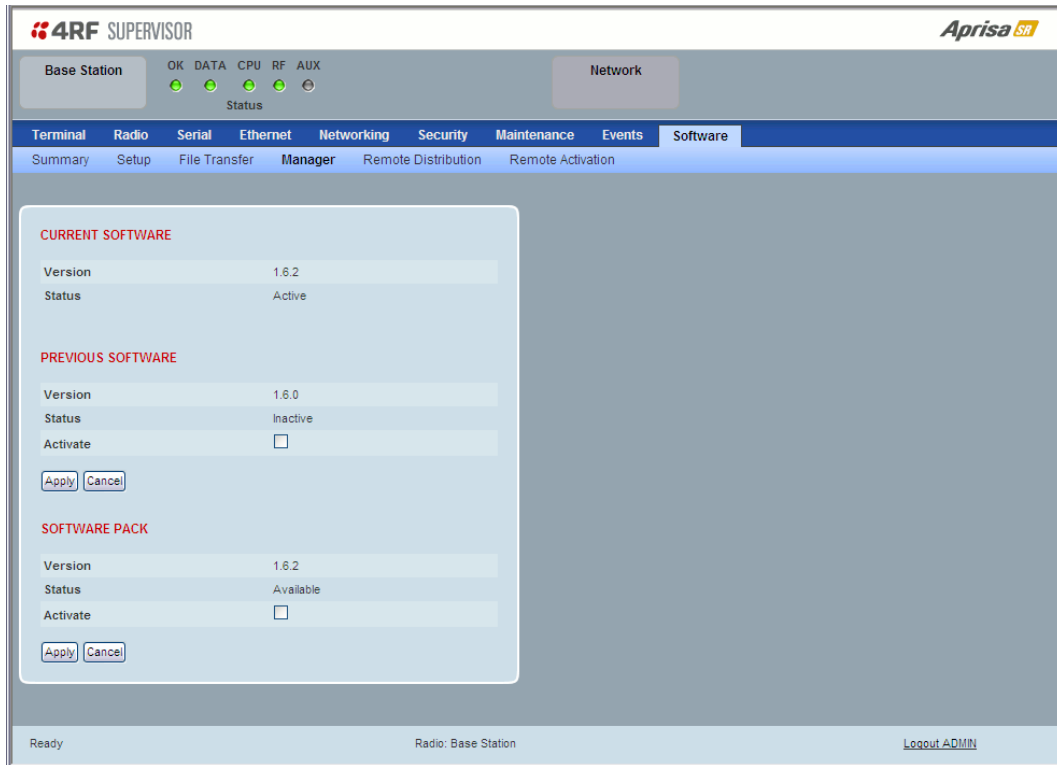 4RF SUPERVISOR
Aprisa SR
Base Station
OK DATA CPU RF AUX
Status
Network
Terminal Radio Serial Ethernet Networking Security Maintenance Events Software
Summary Setup File Transfer Manager Remote Distribution Remote Activation
CURRENT SOFTWARE
Version 1.6.2
Status Active
PREVIOUS SOFTWARE
Version 1.6.0
Status Inactive
Activate
Apply Cancel
SOFTWARE PACK
Version 1.6.2
Status Available
Activate
Apply Cancel
Ready Radio: Base Station Logout ADMIN